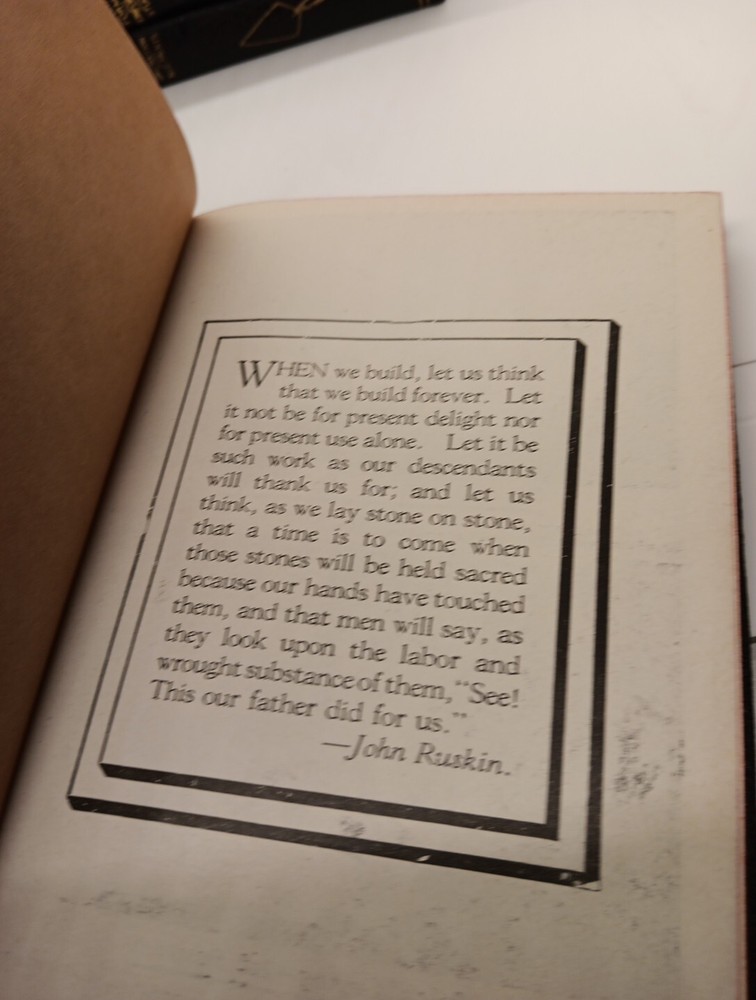 WHEN we build, let us think
that we build forever. Let
it not be for present delight nor
for present use alone. Let it be
such work as our descendants
will thank us for; and let us
think, as we lay stone on stone,
that a time is to come when
those stones will be held sacred
because our hands have touched
them, and that men will say, as
they look upon the labor and
wrought substance of them, "See!
This our father did for us."
—John Ruskin.